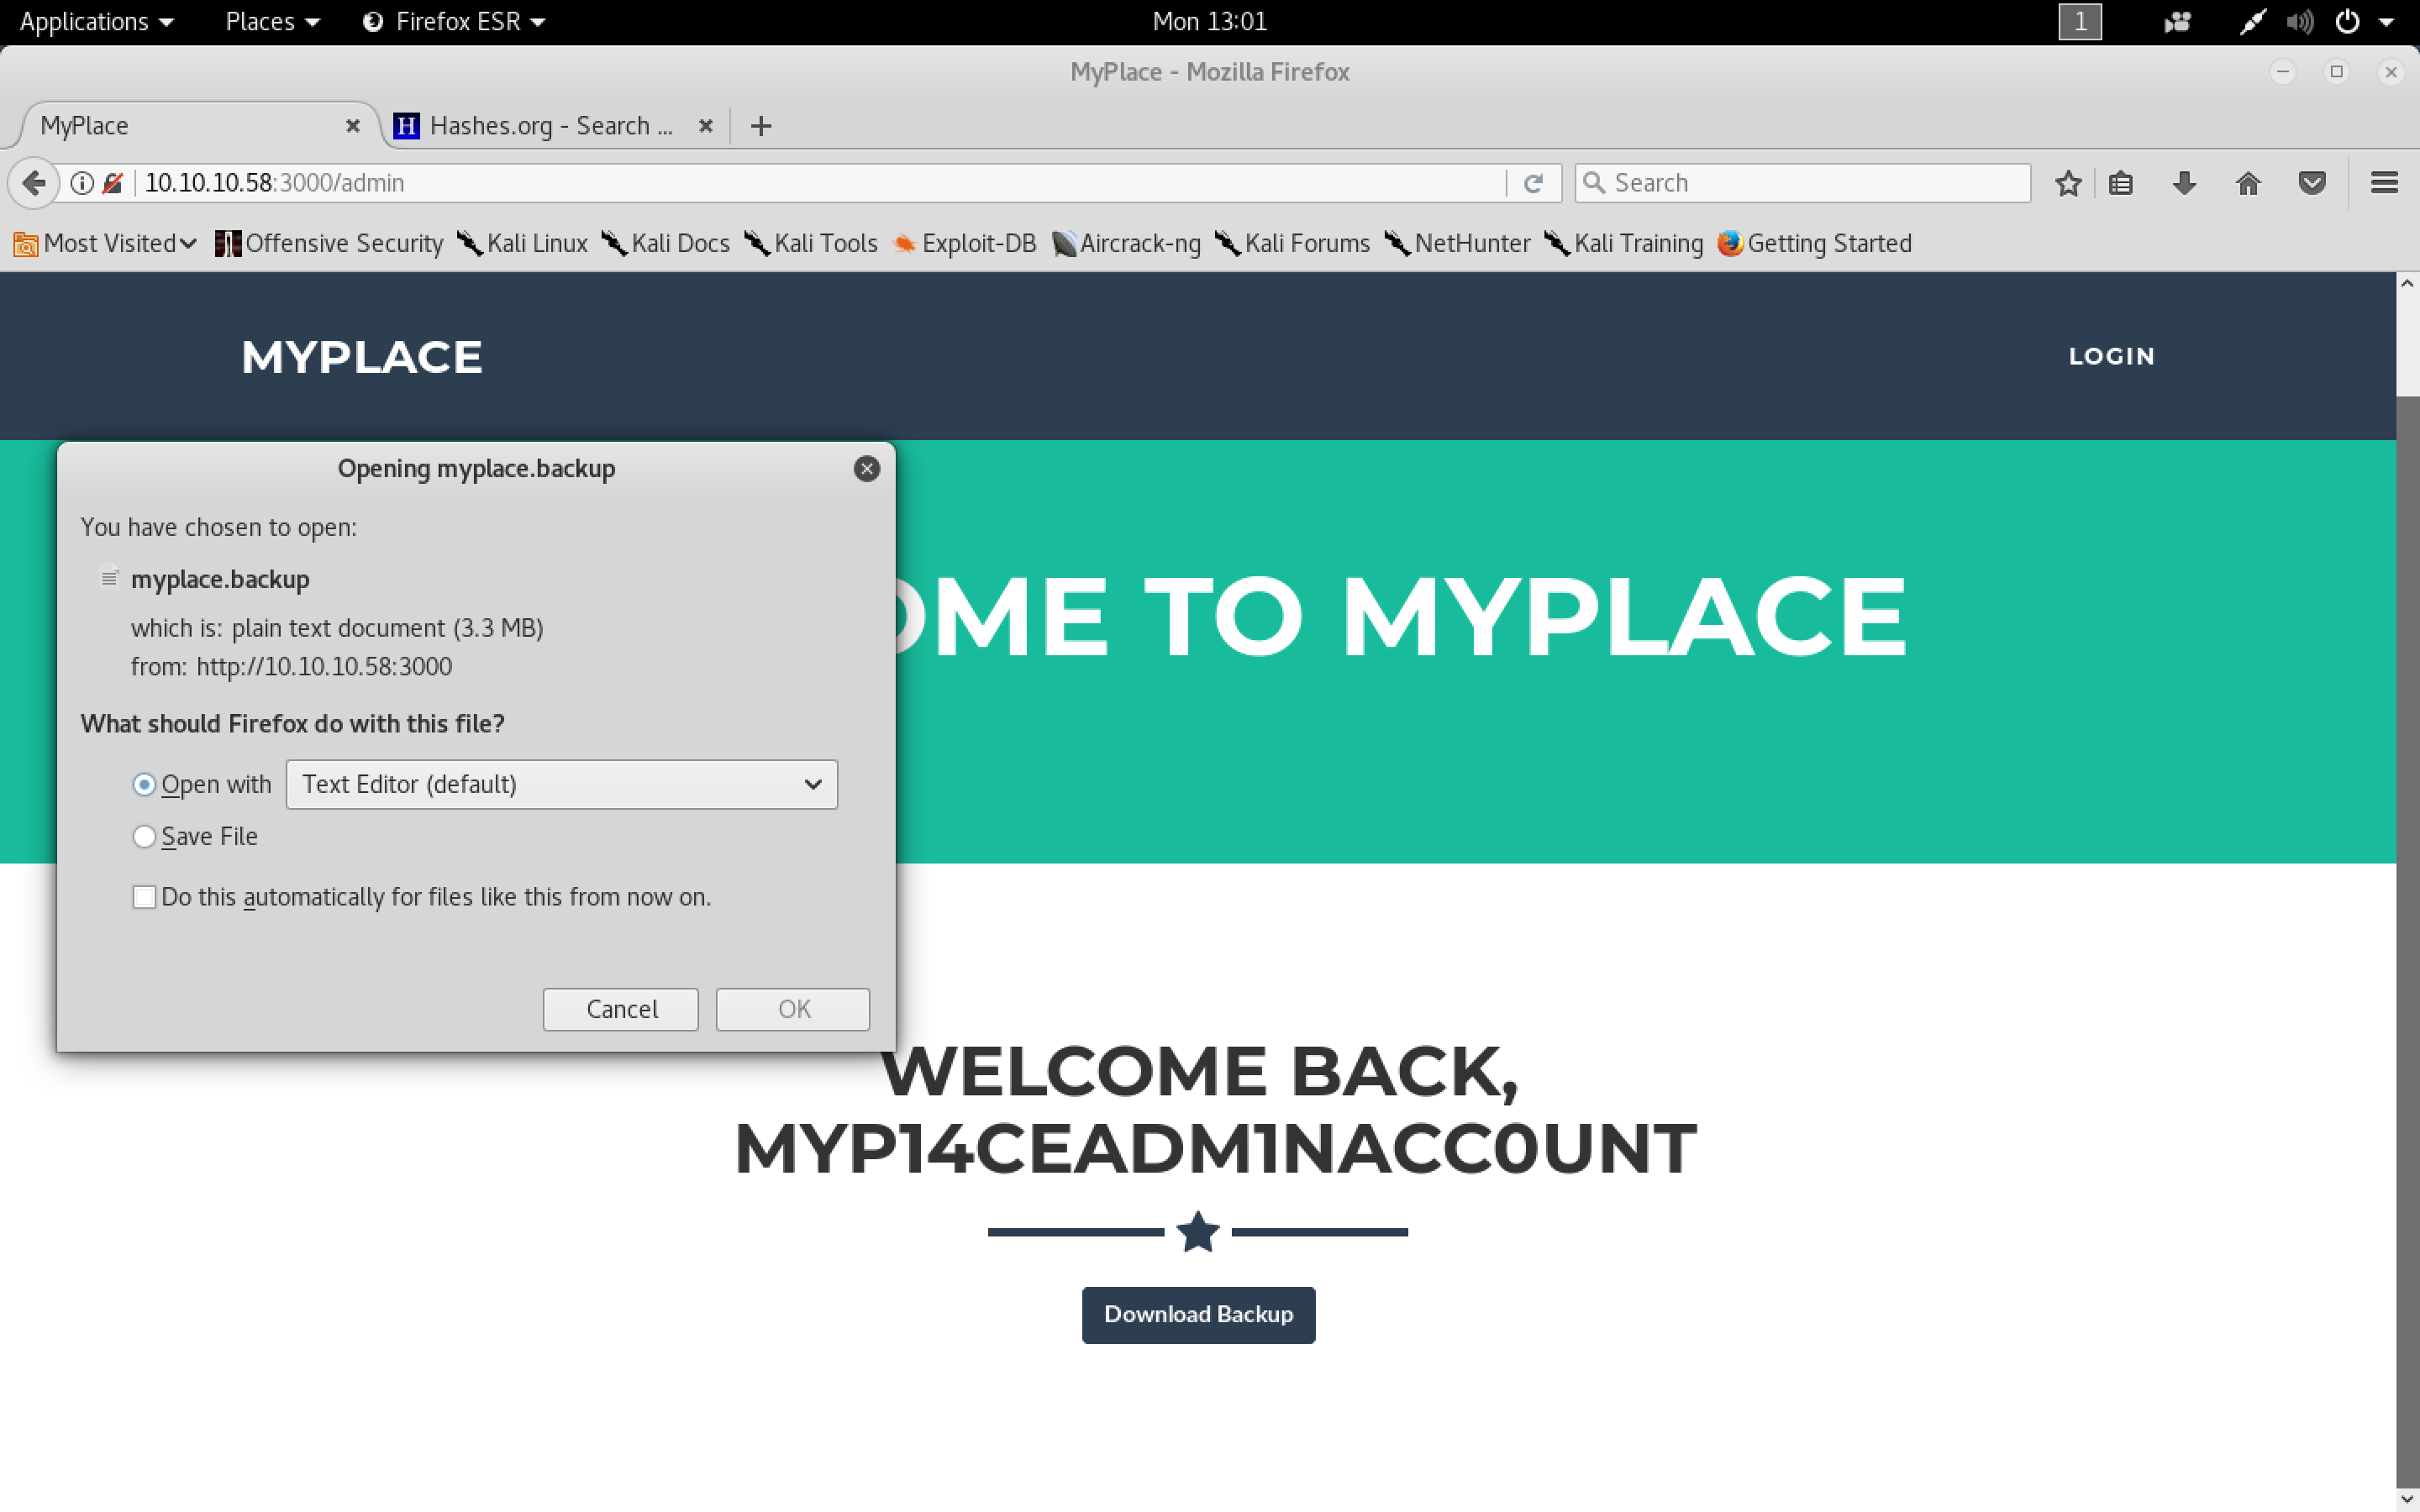 Applications Places Firefox ESR Mon 13:01 1
MyPlace - Mozilla Firefox
MyPlace Hashes.org - Search ...
10.10.10.58:3000/admin Search
Most Visited Offensive Security Kali Linux Kali Docs Kali Tools Exploit-DB Aircrack-ng Kali Forums NetHunter Kali Training Getting Started
MYPLACE LOGIN
Opening myplace.backup
You have chosen to open:
myplace.backup
which is: plain text document (3.3 MB)
from: http://10.10.10.58:3000
What should Firefox do with this file?
Open with Text Editor (default)
Save File
Do this automatically for files like this from now on.
Cancel OK
OME TO MYPLACE
WELCOME BACK,
MYP14CEADM1NACC0UNT
Download Backup